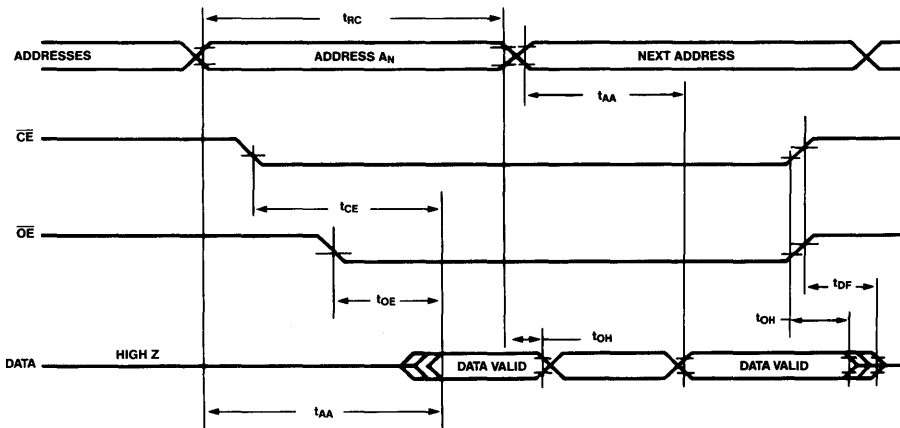 tRC
ADDRESSES
ADDRESS AN
NEXT ADDRESS
tAA
CE
tCE
OE
tOE
tDF
tOH
tOH
HIGH Z
DATA
DATA VALID
DATA VALID
tAA